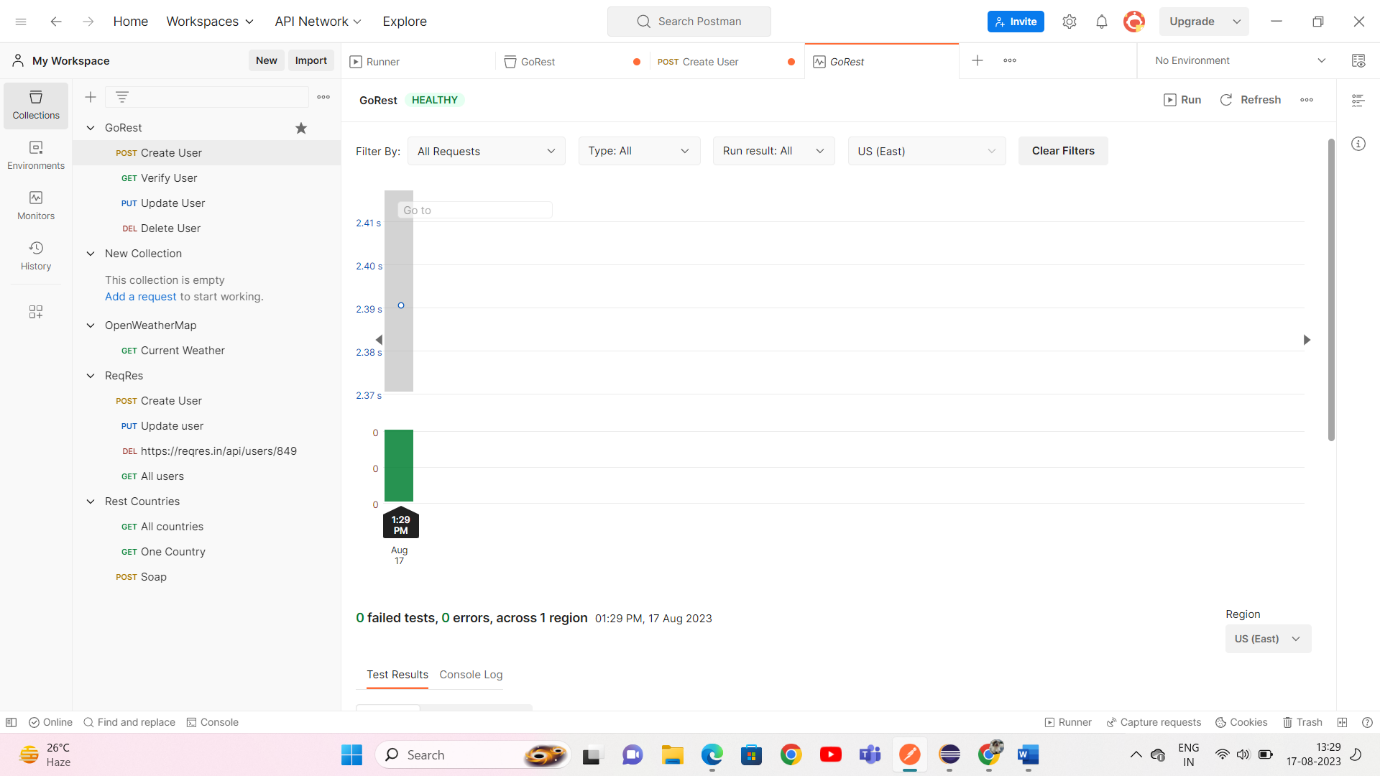 Home Workspaces API Network Explore Search Postman Invite Upgrade
My Workspace New Import Runner GoRest POST Create User GoRest No Environment
Collections
Environments
Monitors
History
GoRest
POST Create User
GET Verify User
PUT Update User
DEL Delete User
New Collection
This collection is empty
Add a request to start working.
OpenWeatherMap
GET Current Weather
ReqRes
POST Create User
PUT Update user
DEL https://reqres.in/api/users/849
GET All users
Rest Countries
GET All countries
GET One Country
POST Soap
GoRest HEALTHY Run Refresh
Filter By: All Requests Type: All Run result: All US (East) Clear Filters
Go to
2.41 s
2.40 s
2.39 s
2.38 s
2.37 s
0
0
0
1:29
PM
Aug
17
0 failed tests, 0 errors, across 1 region 01:29 PM, 17 Aug 2023
Region
US (East)
Test Results Console Log
Online Find and replace Console Runner Capture requests Cookies Trash
26°C
Haze
Search
ENG
IN
13:29
17-08-2023